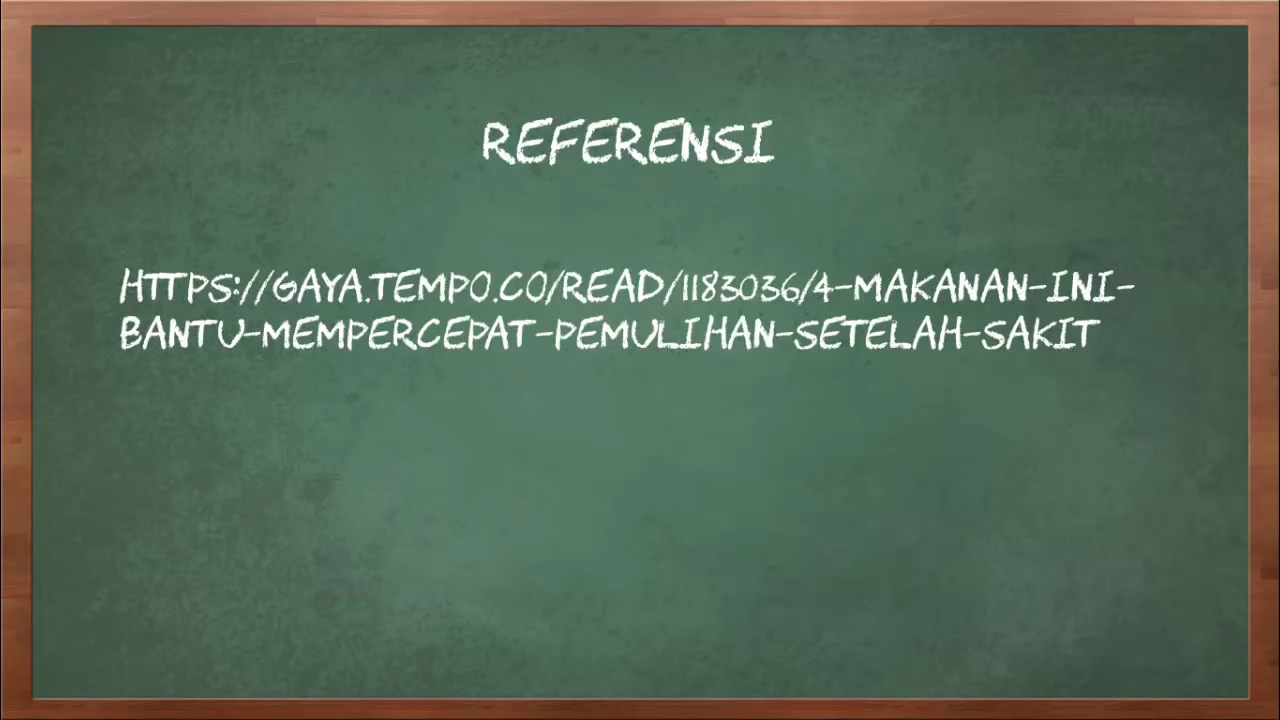 REFERENSI
HTTPS://GAYA.TEMPO.CO/READ/1183036/4-MAKANAN-INI-
BANTU-MEMPERCEPAT-PEMULIHAN-SETELAH-SAKIT